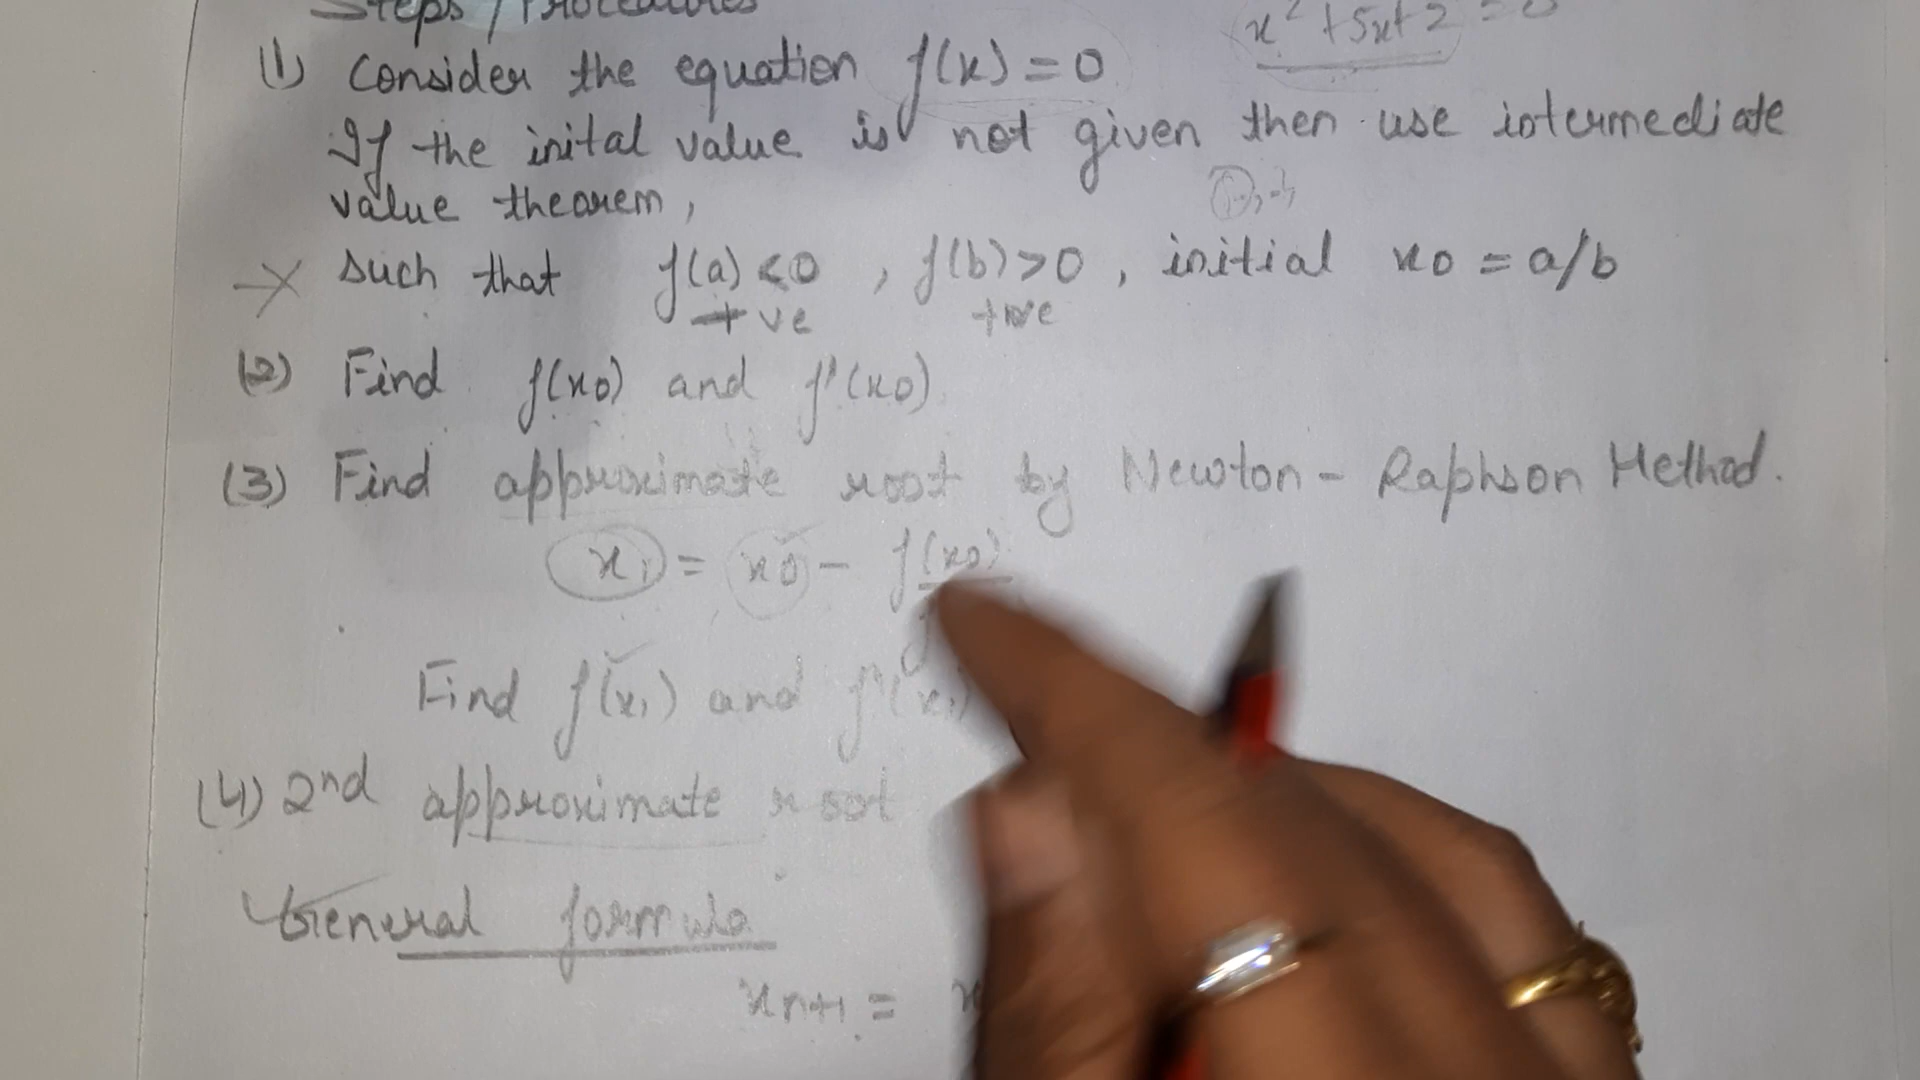 Steps / Procedures
x² + 5x + 2 = 0
(1) Consider the equation f(x) = 0
If the inital value is not given then use intermediate
value theorem,
such that f(a) < 0 , f(b) > 0 , initial x0 = a/b
+ve
(2) Find f(x0) and f'(x0).
(3) Find approximate root by Newton - Raphson Method.
x1 = x0 - f(x0)
Find f(x1) and f'(x1)
(4) 2nd approximate root
General formula
xn+1 =